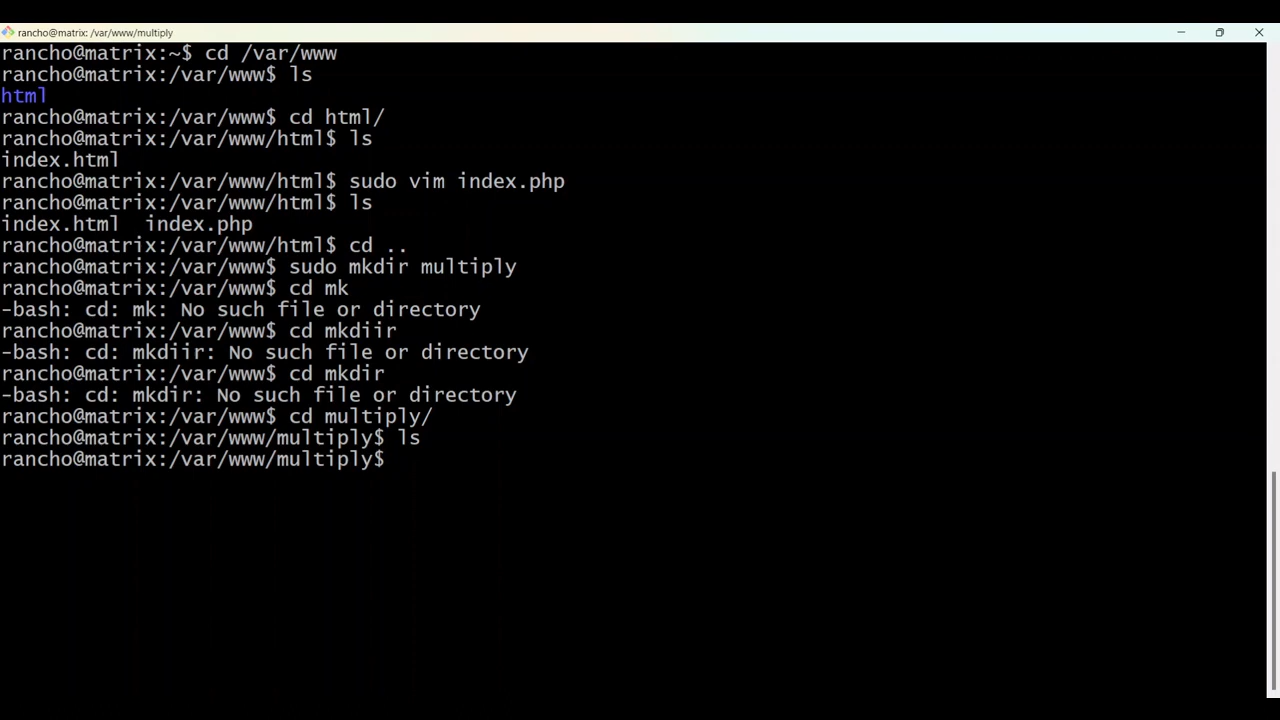 rancho@matrix: /var/www/multiply
rancho@matrix:~$ cd /var/www
rancho@matrix:/var/www$ ls
html
rancho@matrix:/var/www$ cd html/
rancho@matrix:/var/www/html$ ls
index.html
rancho@matrix:/var/www/html$ sudo vim index.php
rancho@matrix:/var/www/html$ ls
index.html  index.php
rancho@matrix:/var/www/html$ cd ..
rancho@matrix:/var/www$ sudo mkdir multiply
rancho@matrix:/var/www$ cd mk
-bash: cd: mk: No such file or directory
rancho@matrix:/var/www$ cd mkdiir
-bash: cd: mkdiir: No such file or directory
rancho@matrix:/var/www$ cd mkdir
-bash: cd: mkdir: No such file or directory
rancho@matrix:/var/www$ cd multiply/
rancho@matrix:/var/www/multiply$ ls
rancho@matrix:/var/www/multiply$